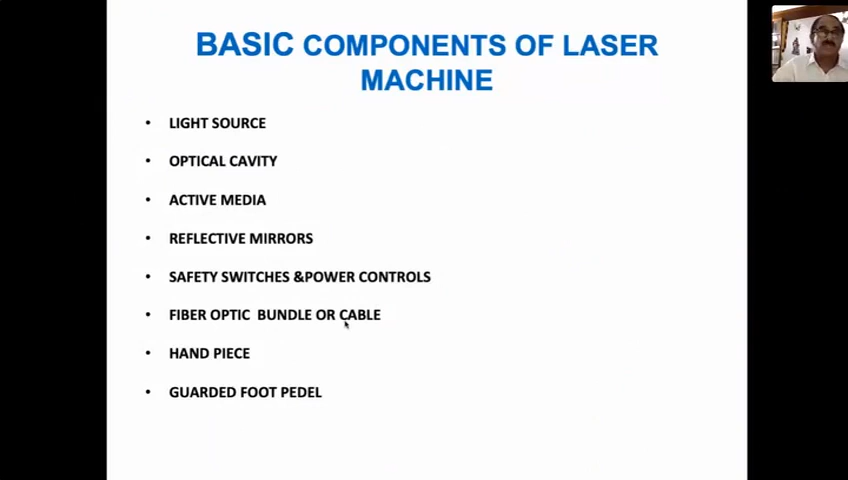 BASIC COMPONENTS OF LASER
MACHINE
• LIGHT SOURCE
• OPTICAL CAVITY
• ACTIVE MEDIA
• REFLECTIVE MIRRORS
• SAFETY SWITCHES &POWER CONTROLS
• FIBER OPTIC BUNDLE OR CABLE
• HAND PIECE
• GUARDED FOOT PEDEL